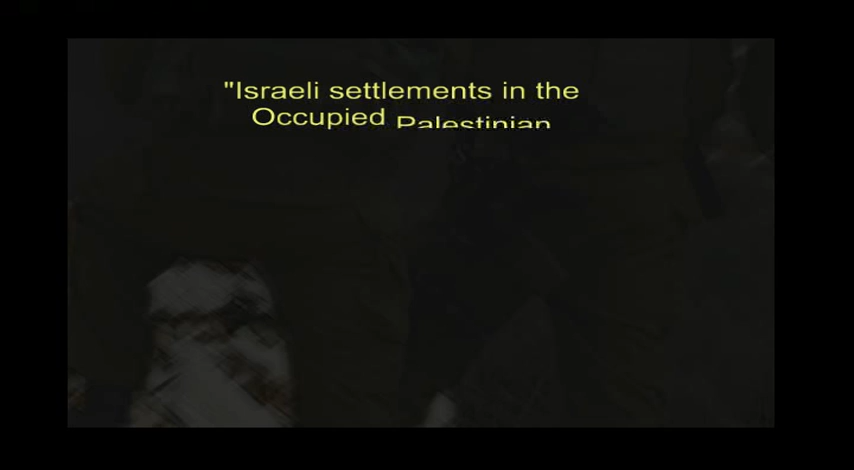 "Israeli settlements in the
Occupied Palestinian